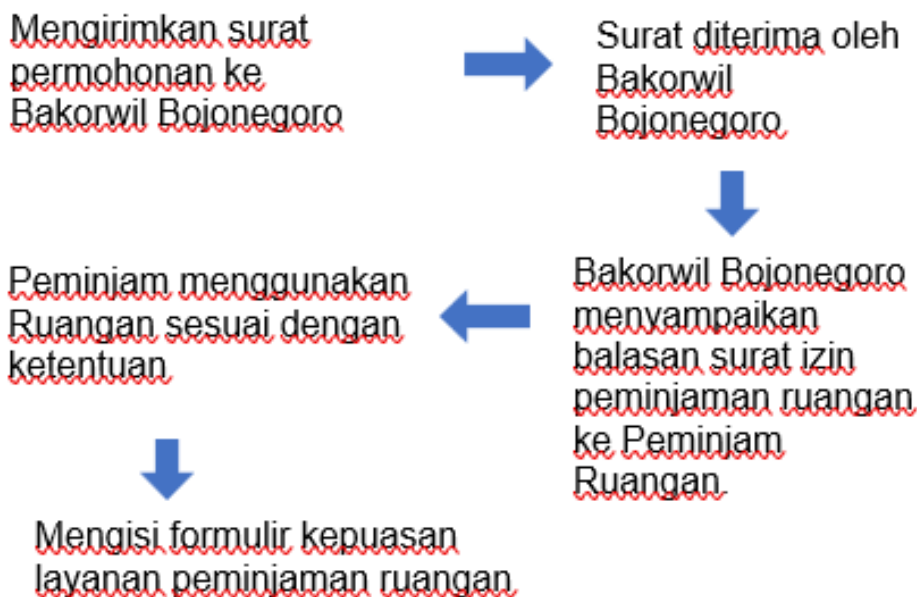 Mengirimkan surat
permohonan ke
Bakorwil Bojonegoro
Surat diterima oleh
Bakorwil
Bojonegoro
Bakorwil Bojonegoro
menyampaikan
balasan surat izin
peminjaman ruangan
ke Peminjam
Ruangan.
Peminjam menggunakan
Ruangan sesuai dengan
ketentuan
Mengisi formulir kepuasan
layanan peminjaman ruangan